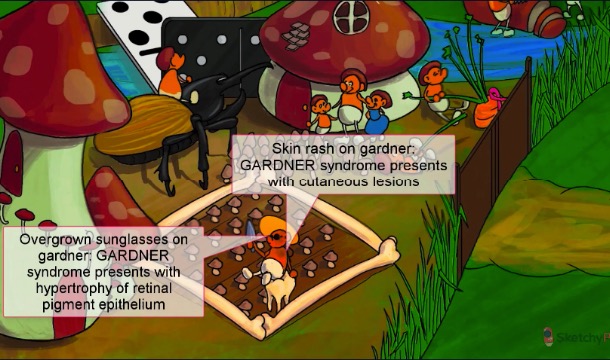 Skin rash on gardner:
GARDNER syndrome presents
with cutaneous lesions
Overgrown sunglasses on
gardner: GARDNER
syndrome presents with
hypertrophy of retinal
pigment epithelium
Sketchy